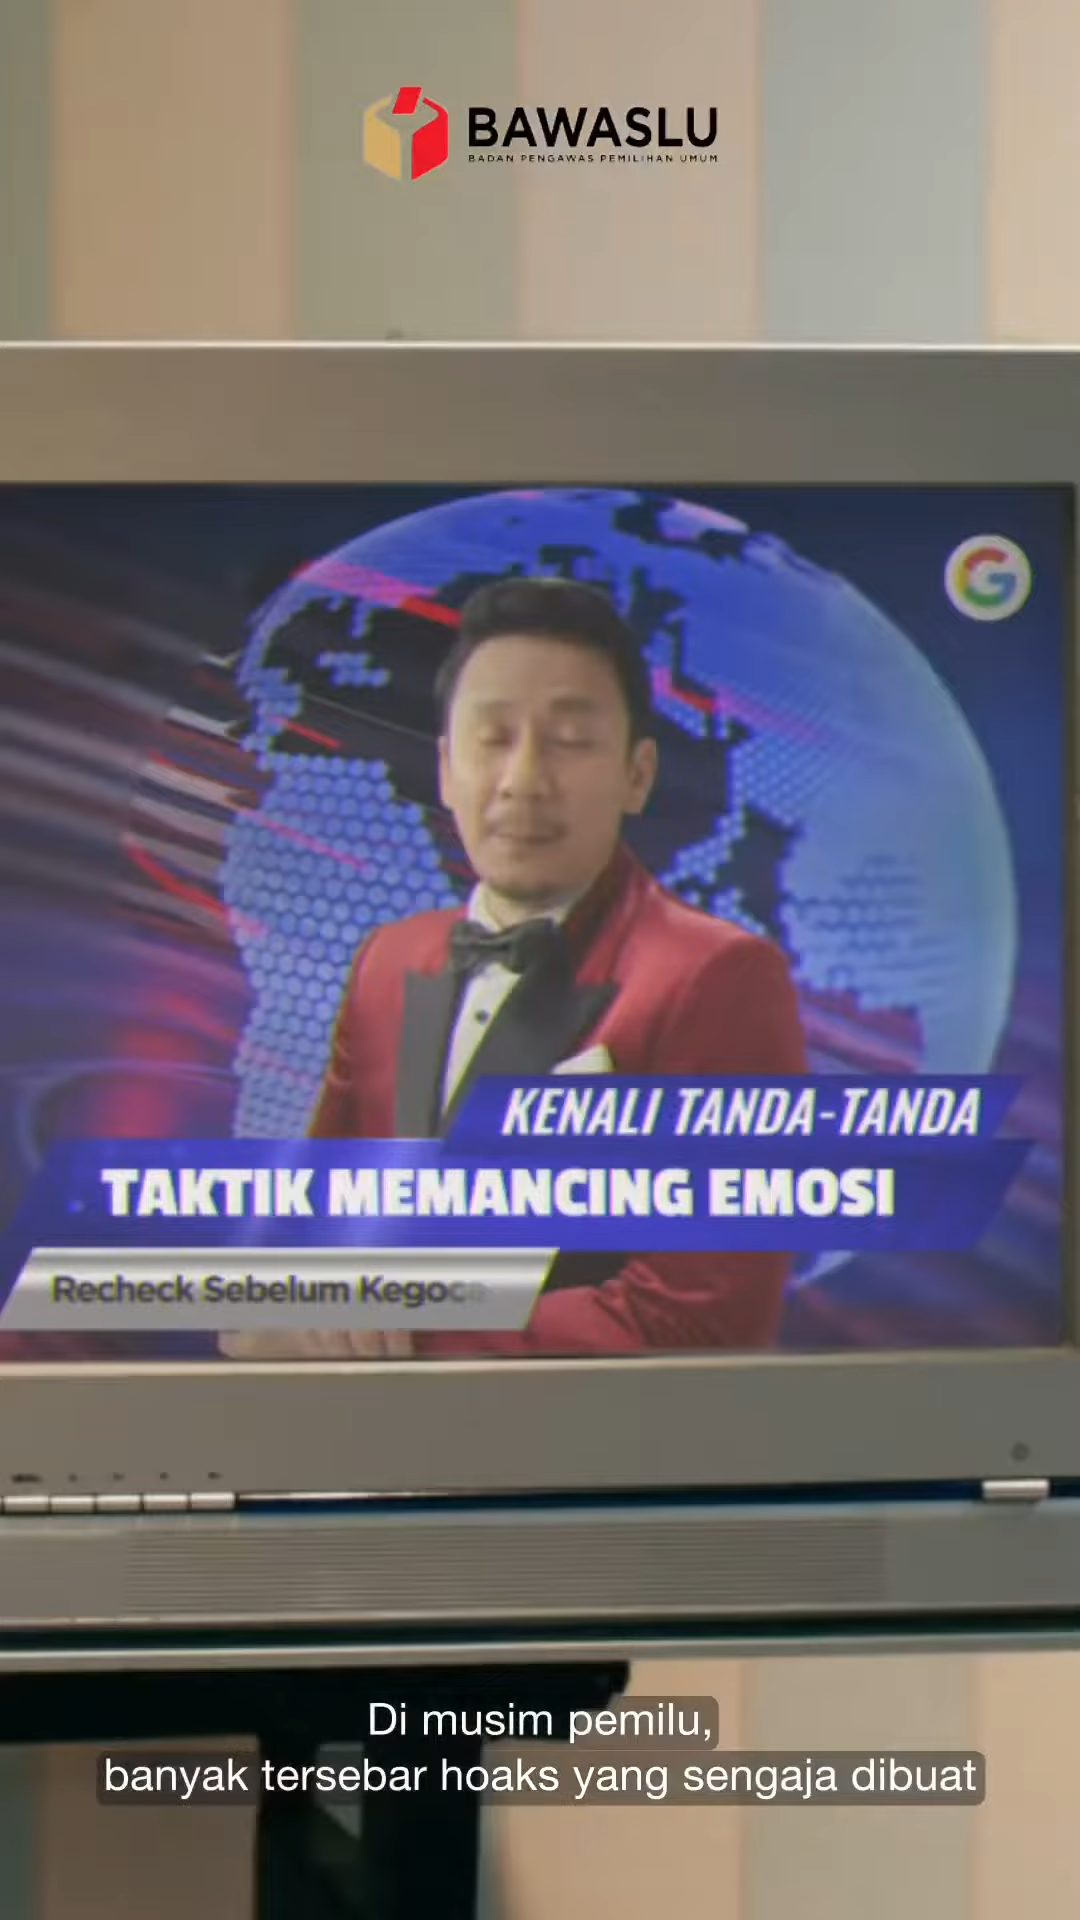 BAWASLU
BADAN PENGAWAS PEMILIHAN UMUM
G
KENALI TANDA-TANDA
TAKTIK MEMANCING EMOSI
Recheck Sebelum
Di musim pemilu,
banyak tersebar hoaks yang sengaja dibuat